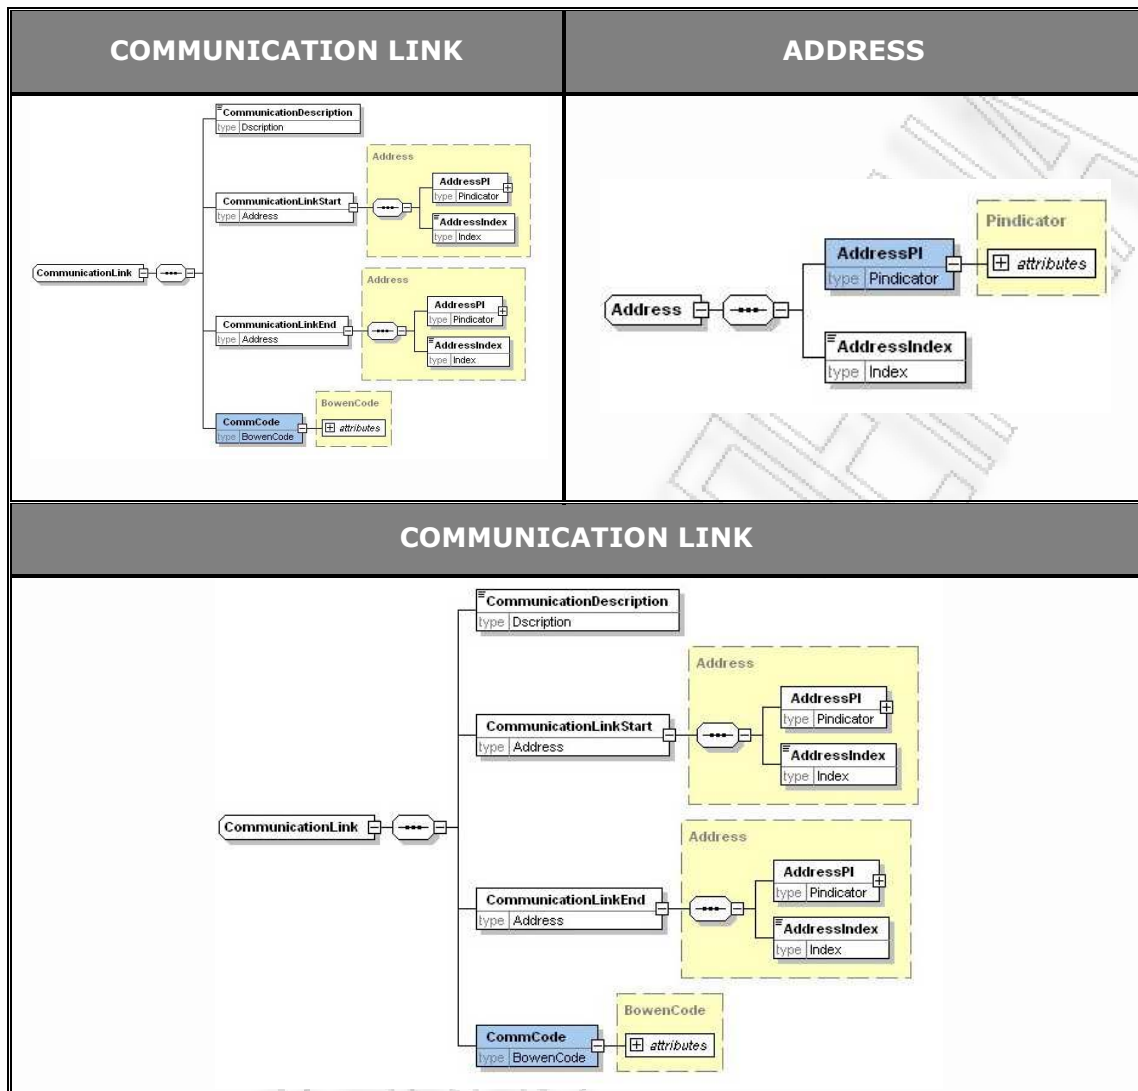 COMMUNICATION LINK
ADDRESS
CommunicationDescription
type Dscription
Address
AddressPI
type Pindicator
CommunicationLinkStart
type Address
AddressIndex
type Index
CommunicationLink
Address
AddressPI
type Pindicator
CommunicationLinkEnd
type Address
AddressIndex
type Index
BowenCode
CommCode
type BowenCode
attributes
Pindicator
AddressPI
type Pindicator
attributes
Address
AddressIndex
type Index
COMMUNICATION LINK
CommunicationDescription
type Dscription
Address
AddressPI
type Pindicator
CommunicationLinkStart
type Address
AddressIndex
type Index
CommunicationLink
Address
AddressPI
type Pindicator
CommunicationLinkEnd
type Address
AddressIndex
type Index
BowenCode
CommCode
type BowenCode
attributes